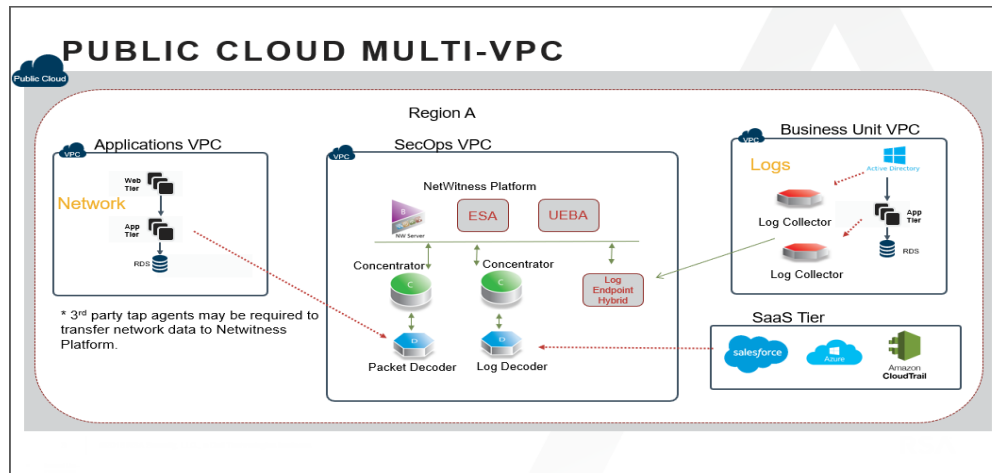 PUBLIC CLOUD MULTI-VPC
Public Cloud
Region A
Applications VPC
VPC
Network
Web
Tier
App
Tier
RDS
* 3rd party tap agents may be required to
transfer network data to Netwitness
Platform.
SecOps VPC
VPC
NetWitness Platform
NW Server
ESA
UEBA
Concentrator
C
Concentrator
C
Log
Endpoint
Hybrid
D
Packet Decoder
D
Log Decoder
Business Unit VPC
VPC
Logs
Active Directory
Log Collector
App
Tier
Log Collector
RDS
SaaS Tier
salesforce
Azure
Amazon
CloudTrail